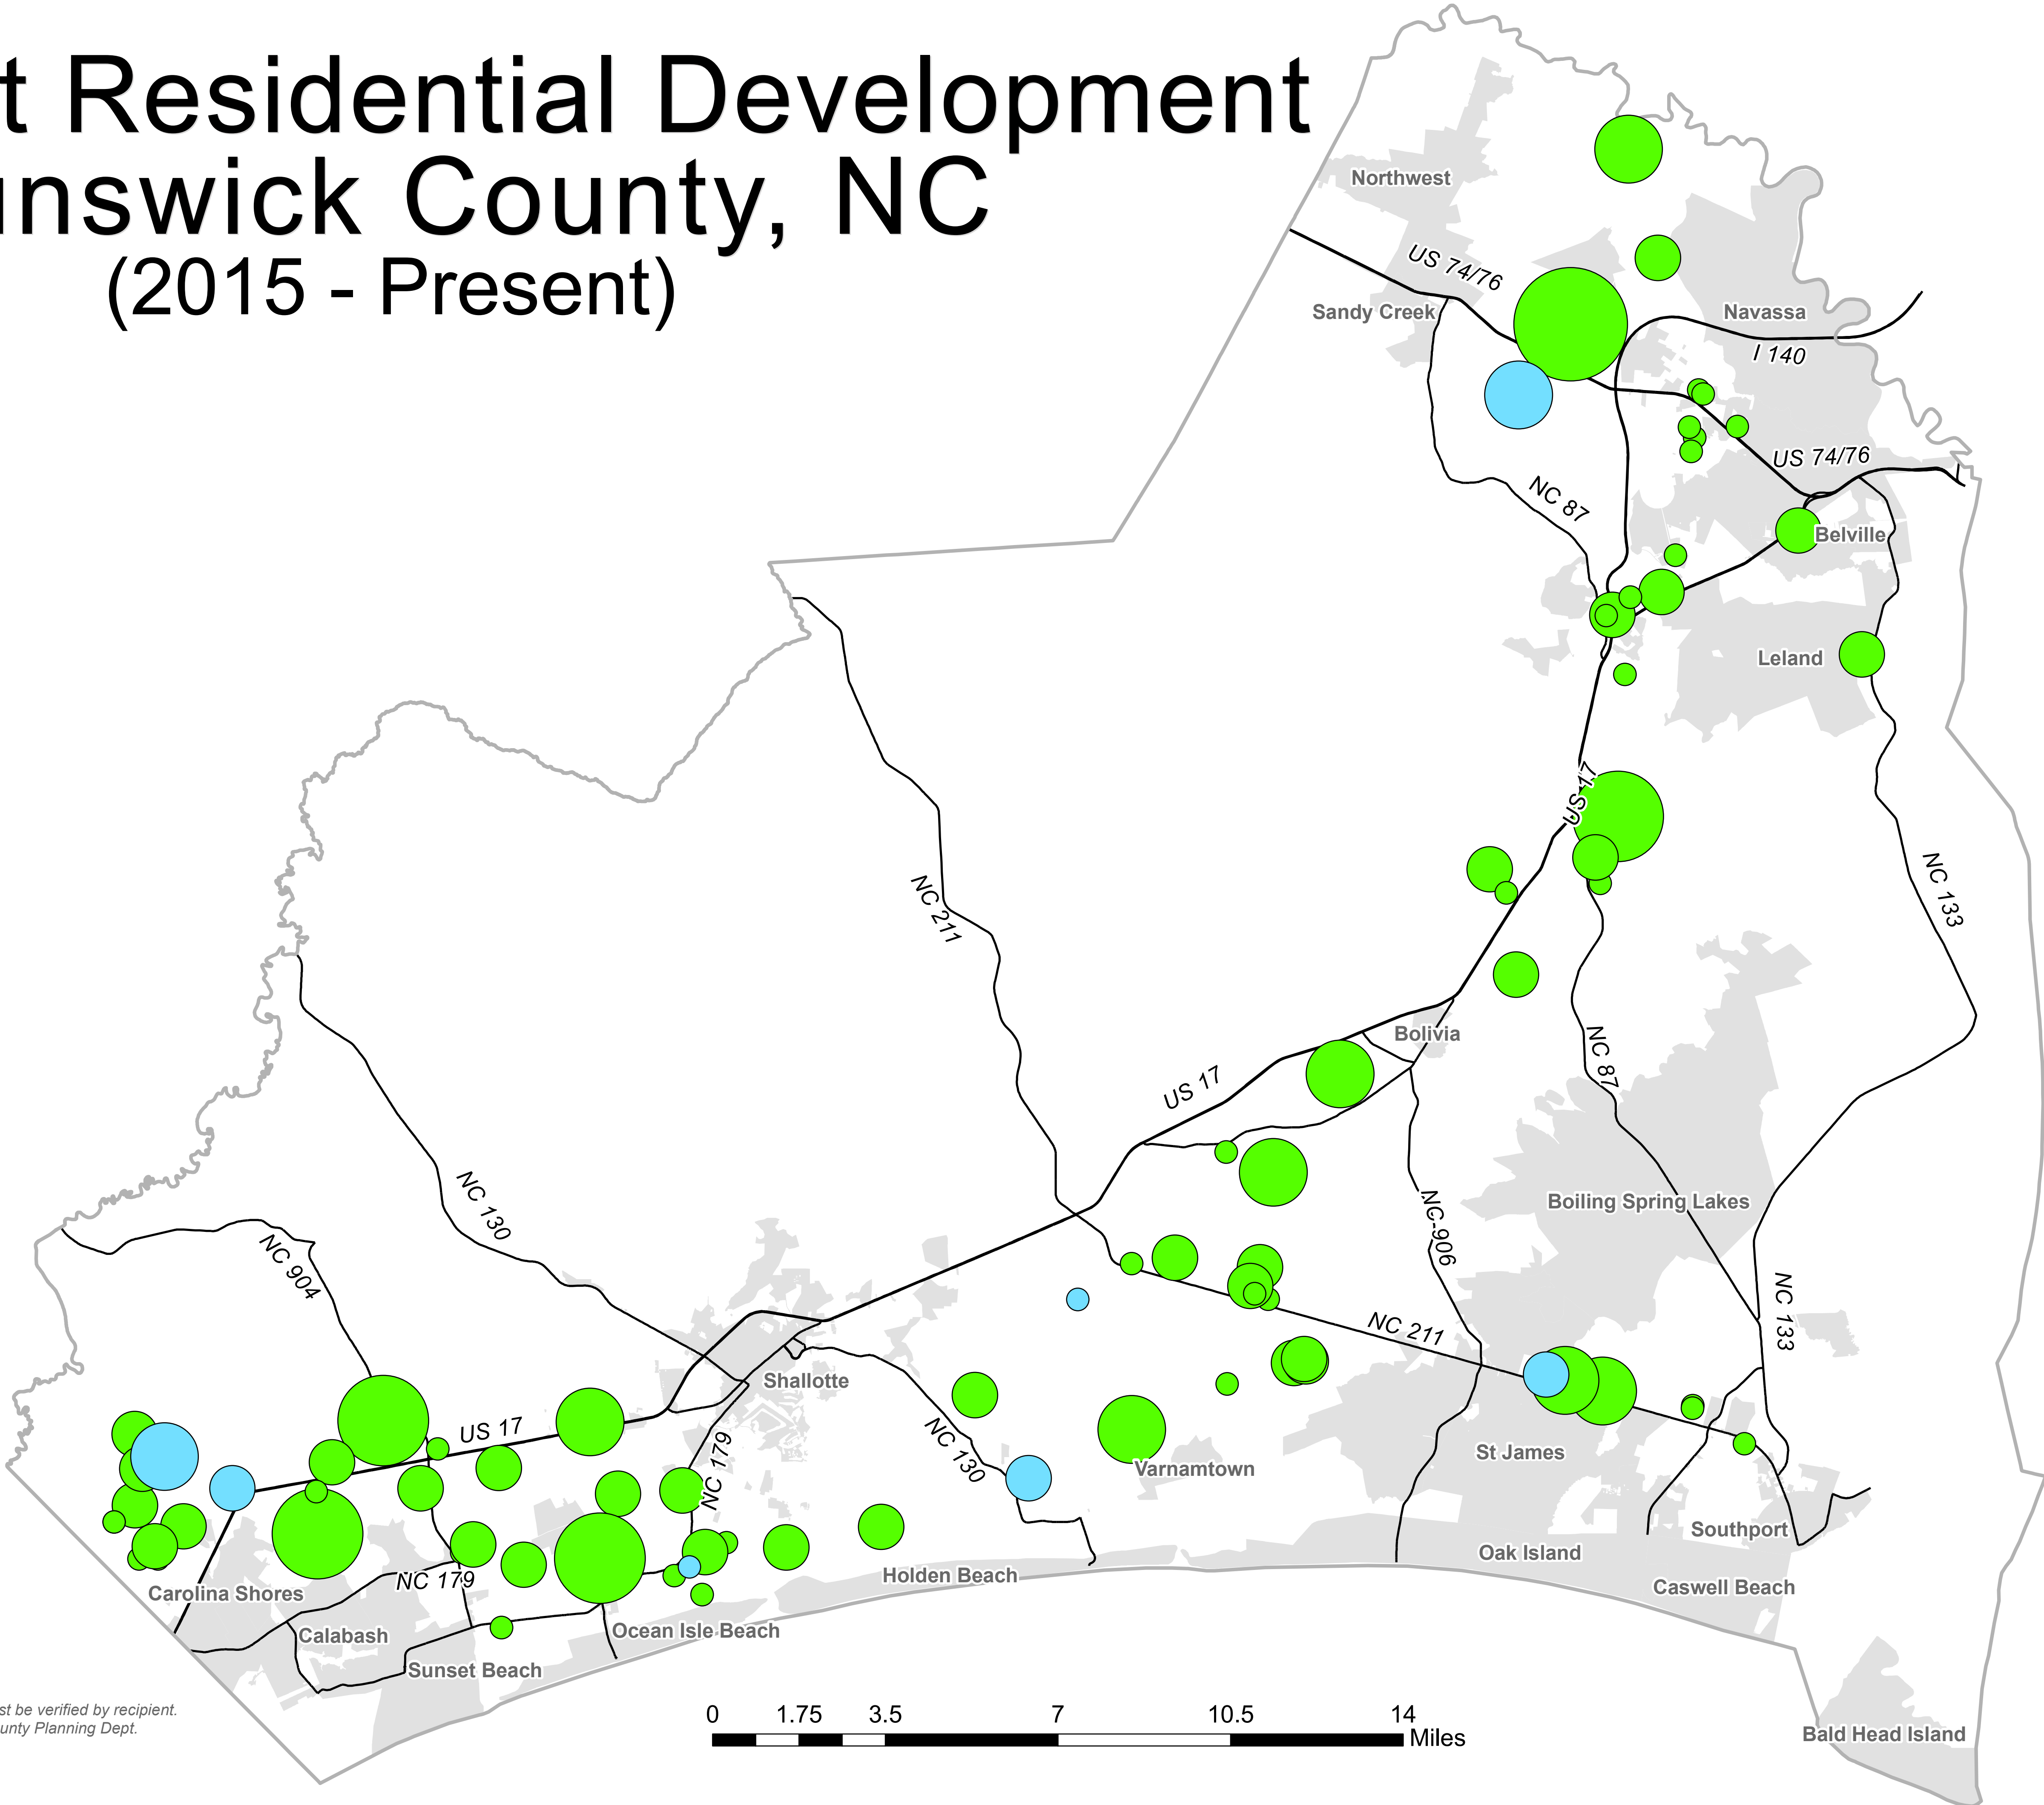 t Residential Development
unswick County, NC
(2015 - Present)
Northwest
US 74/76
Sandy Creek
Navassa
I 140
US 74/76
NC 87
Belville
Leland
US 17
NC 211
NC 133
Bolivia
NC 87
US 17
NC 130
Boiling Spring Lakes
NC-906
NC 904
NC 133
NC 211
Shallotte
US 17
NC 130
NC 179
Varnamtown
St James
Southport
Oak Island
Holden Beach
NC 179
Caswell Beach
Carolina Shores
Ocean Isle Beach
Calabash
Sunset Beach
st be verified by recipient.
unty Planning Dept.
0 1.75 3.5 7 10.5 14
Miles
Bald Head Island